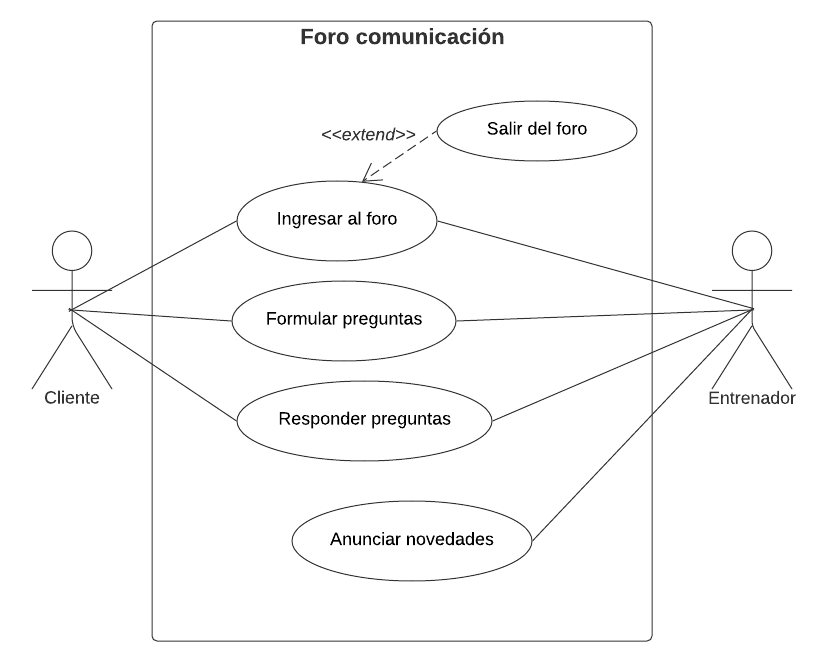 Foro comunicación
Salir del foro
<<extend>>
Ingresar al foro
Formular preguntas
Cliente
Entrenador
Responder preguntas
Anunciar novedades